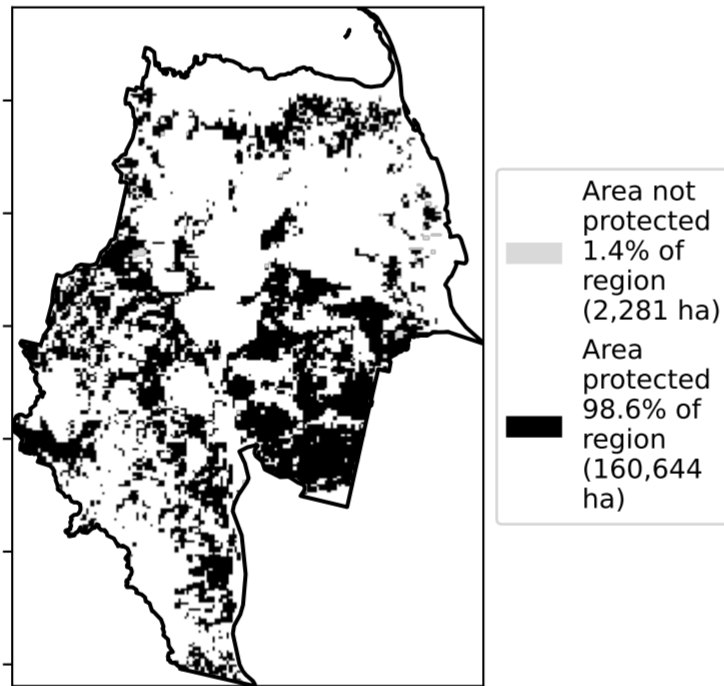 Area not
protected
1.4% of
region
(2,281 ha)
Area
protected
98.6% of
region
(160,644
ha)